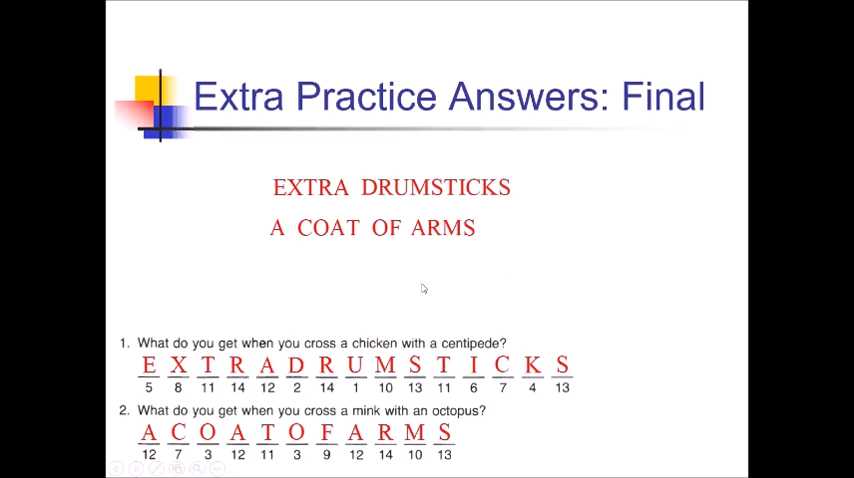 Extra Practice Answers: Final
EXTRA DRUMSTICKS
A COAT OF ARMS
1. What do you get when you cross a chicken with a centipede?
E X T R A D R U M S T I C K S
5 8 11 14 12 2 14 1 10 13 11 6 7 4 13
2. What do you get when you cross a mink with an octopus?
A C O A T O F A R M S
12 7 3 12 11 3 9 12 14 10 13